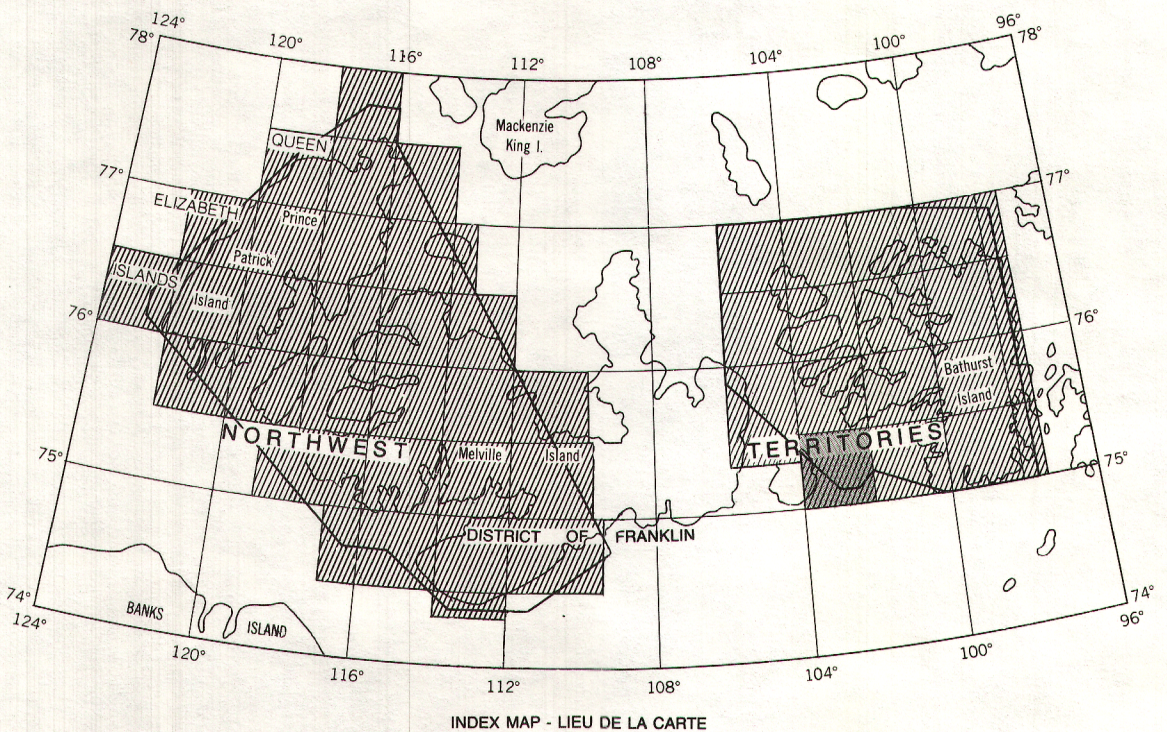 124° 96°
78° 120° 116° 112° 108° 104° 100° 78°
Mackenzie
King I.
QUEEN
77° 77°
ELIZABETH Prince
Patrick
ISLANDS Island
76° 76°
Bathurst
Island
NORTHWEST TERRITORIES
75° Melville Island 75°
DISTRICT OF FRANKLIN
74° BANKS ISLAND 74°
124° 96°
120° 116° 112° 108° 104° 100°
INDEX MAP - LIEU DE LA CARTE